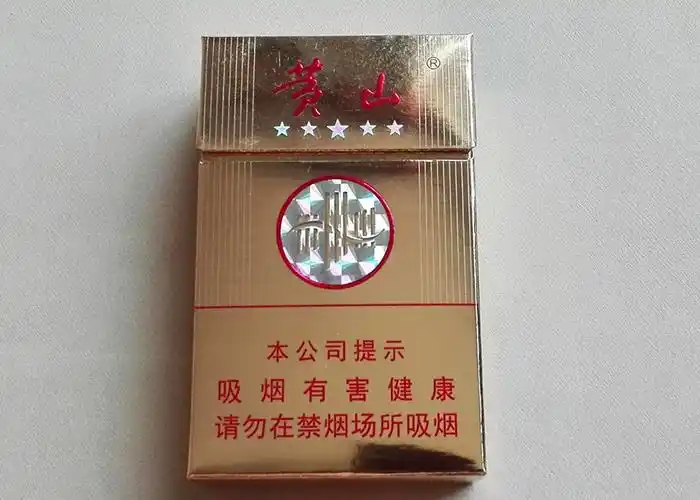 黄山®
本公司提示
吸烟有害健康
请勿在禁烟场所吸烟